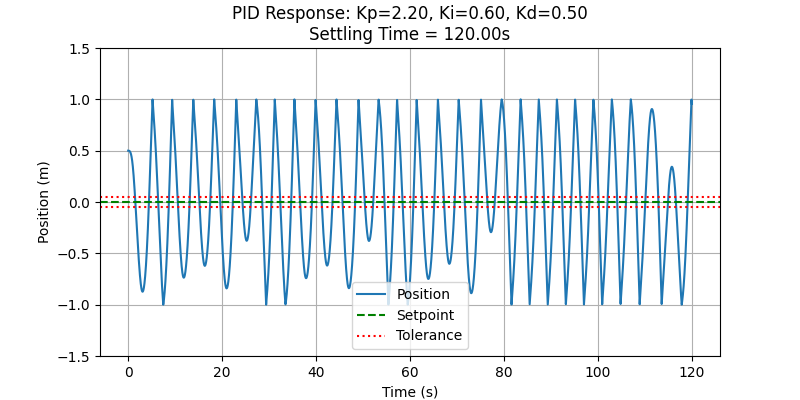 PID Response: Kp=2.20, Ki=0.60, Kd=0.50
Settling Time = 120.00s
1.5
1.0
0.5
0.0
−0.5
−1.0
−1.5
Position (m)
Position
Setpoint
Tolerance
0 20 40 60 80 100 120
Time (s)